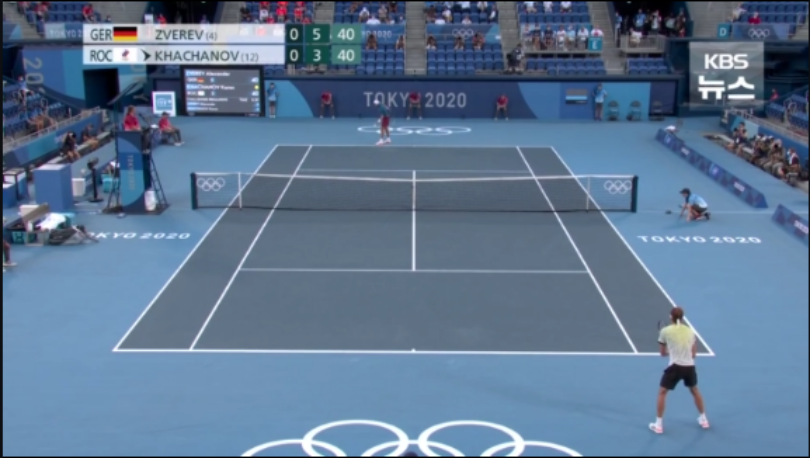 GER ZVEREV (4) 0 5 40
ROC KHACHANOV (12) 0 3 40
KBS
뉴스
TOKYO 2020
TOKYO 2020
TOKYO 2020